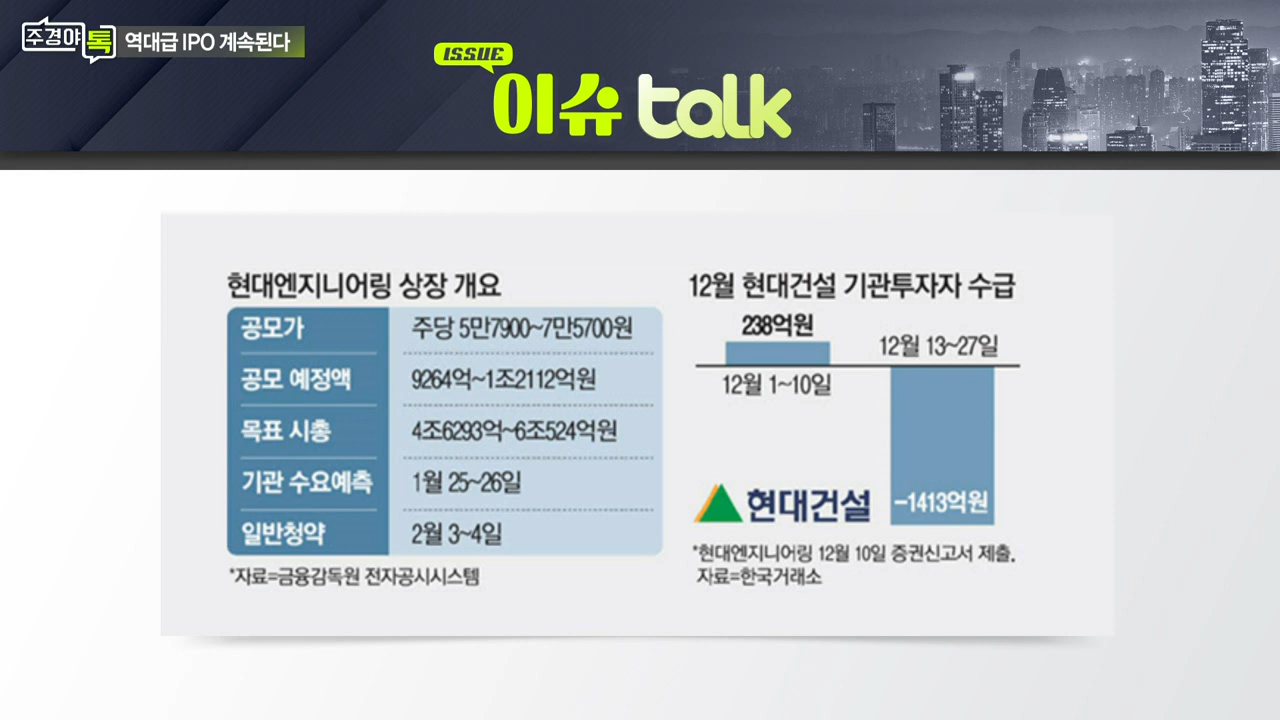 주경야톡 역대급 IPO 계속된다
ISSUE
이슈 talk
현대엔지니어링 상장 개요
공모가 주당 5만7900~7만5700원
공모 예정액 9264억~1조2112억원
목표 시총 4조6293억~6조524억원
기관 수요예측 1월 25~26일
일반청약 2월 3~4일
*자료=금융감독원 전자공시시스템
12월 현대건설 기관투자자 수급
238억원
12월 13~27일
12월 1~10일
현대건설
-1413억원
*현대엔지니어링 12월 10일 증권신고서 제출.
자료=한국거래소